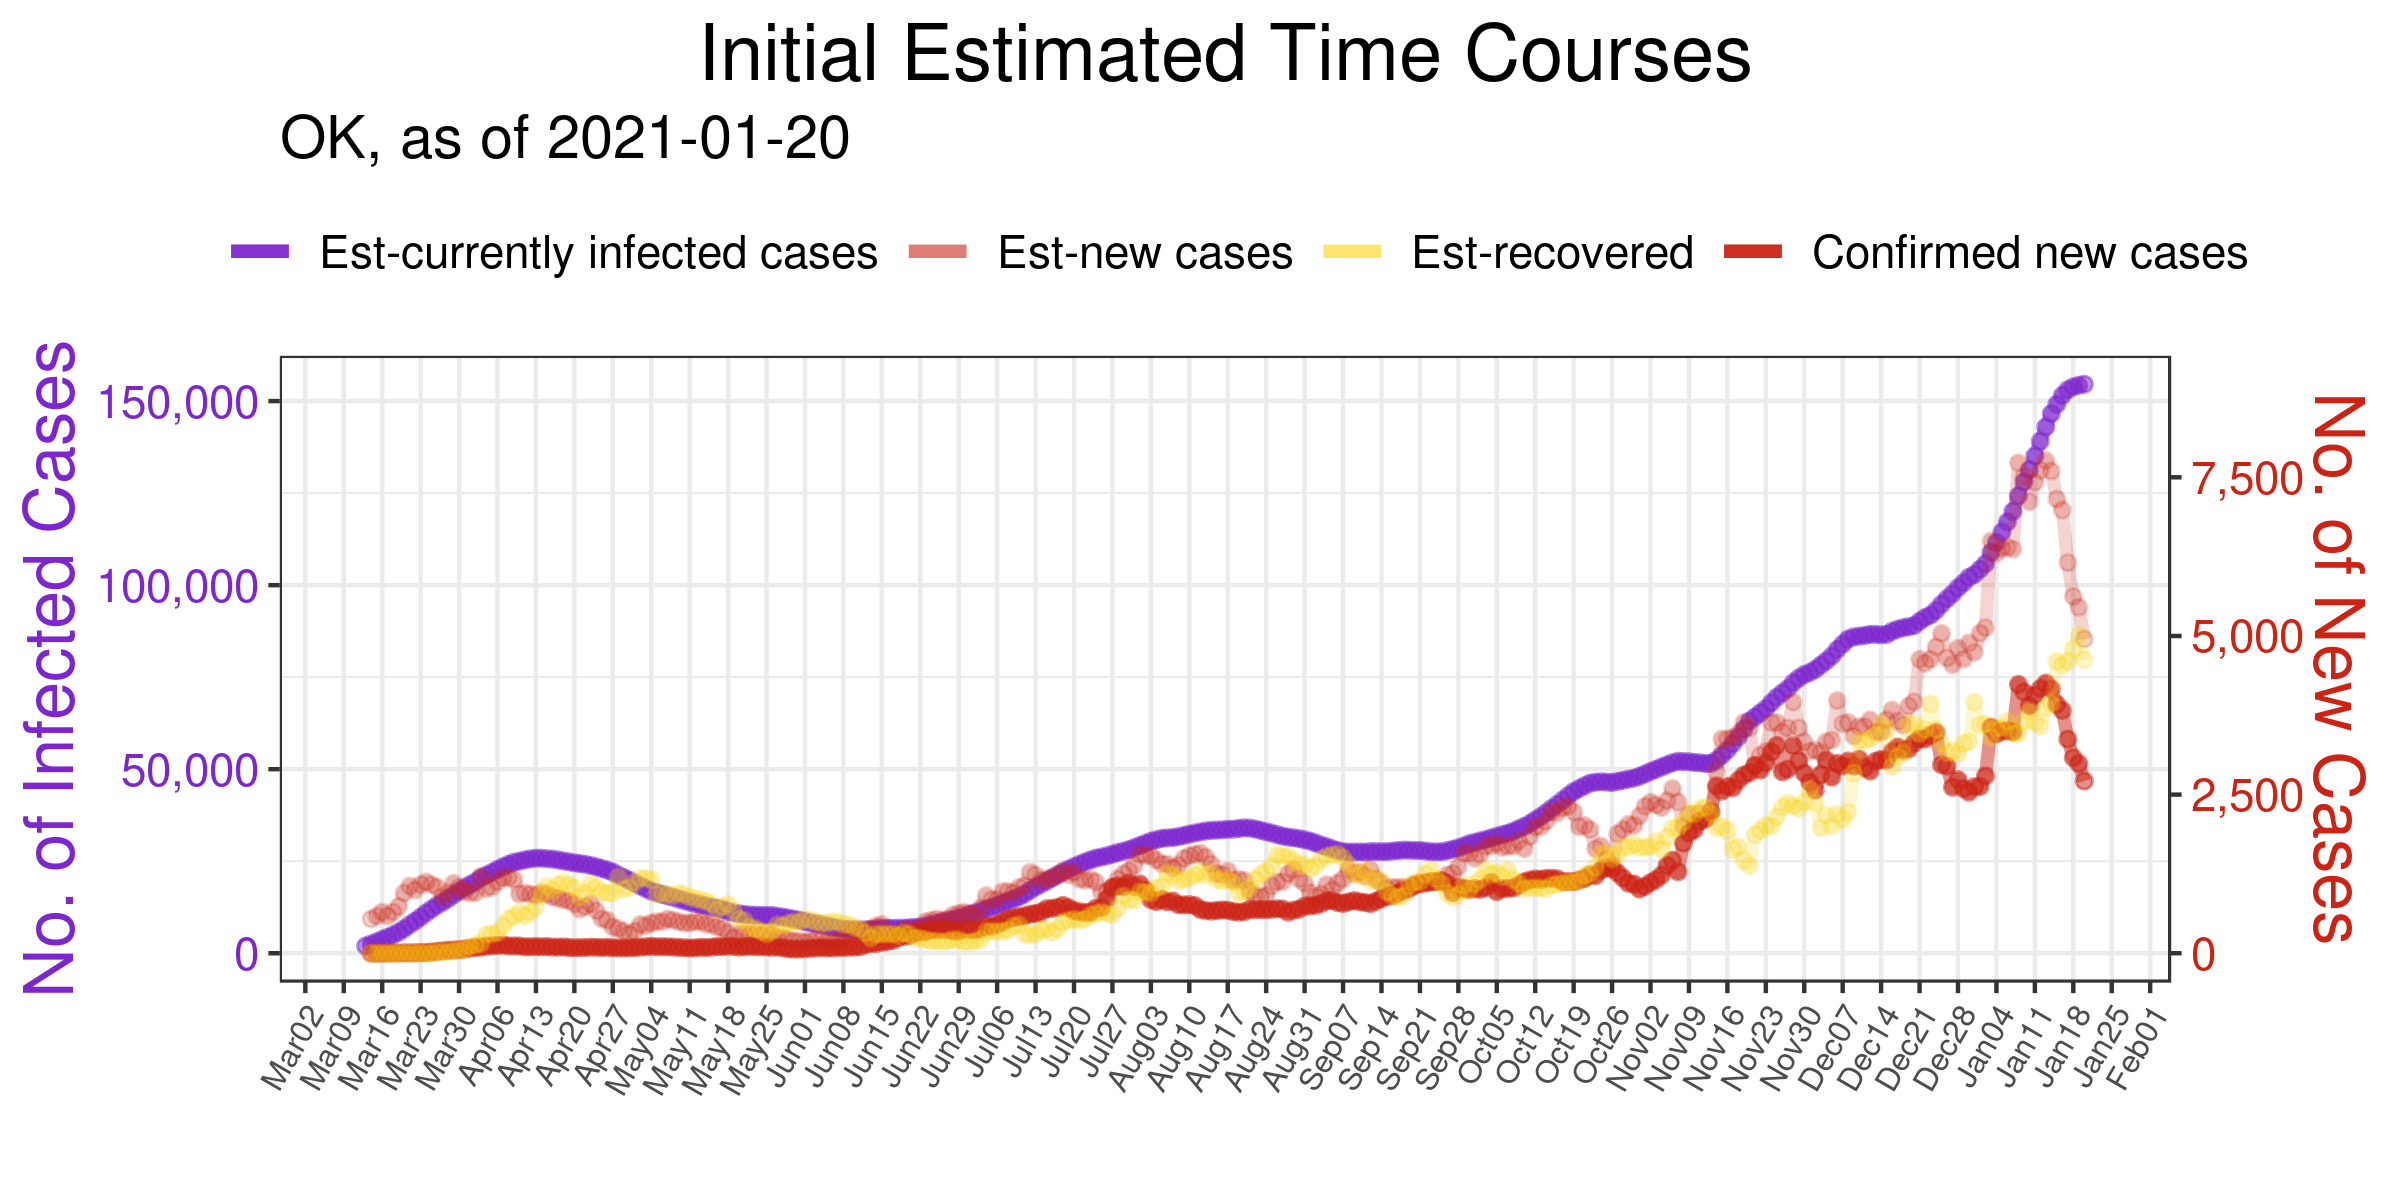 Initial Estimated Time Courses
OK, as of 2021-01-20
Est-currently infected cases Est-new cases Est-recovered Confirmed new cases
No. of Infected Cases
150,000
100,000
50,000
0
7,500
5,000
2,500
0
No. of New Cases
Mar02 Mar09 Mar16 Mar23 Mar30 Apr06 Apr13 Apr20 Apr27 May04 May11 May18 May25 Jun01 Jun08 Jun15 Jun22 Jun29 Jul06 Jul13 Jul20 Jul27 Aug03 Aug10 Aug17 Aug24 Aug31 Sep07 Sep14 Sep21 Sep28 Oct05 Oct12 Oct19 Oct26 Nov02 Nov09 Nov16 Nov23 Nov30 Dec07 Dec14 Dec21 Dec28 Jan04 Jan11 Jan18 Jan25 Feb01